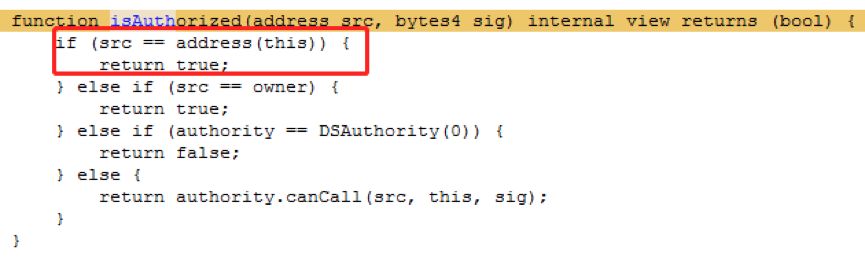 function isAuthorized(address src, bytes4 sig) internal view returns (bool) {
if (src == address(this)) {
return true;
} else if (src == owner) {
return true;
} else if (authority == DSAuthority(0)) {
return false;
} else {
return authority.canCall(src, this, sig);
}
}